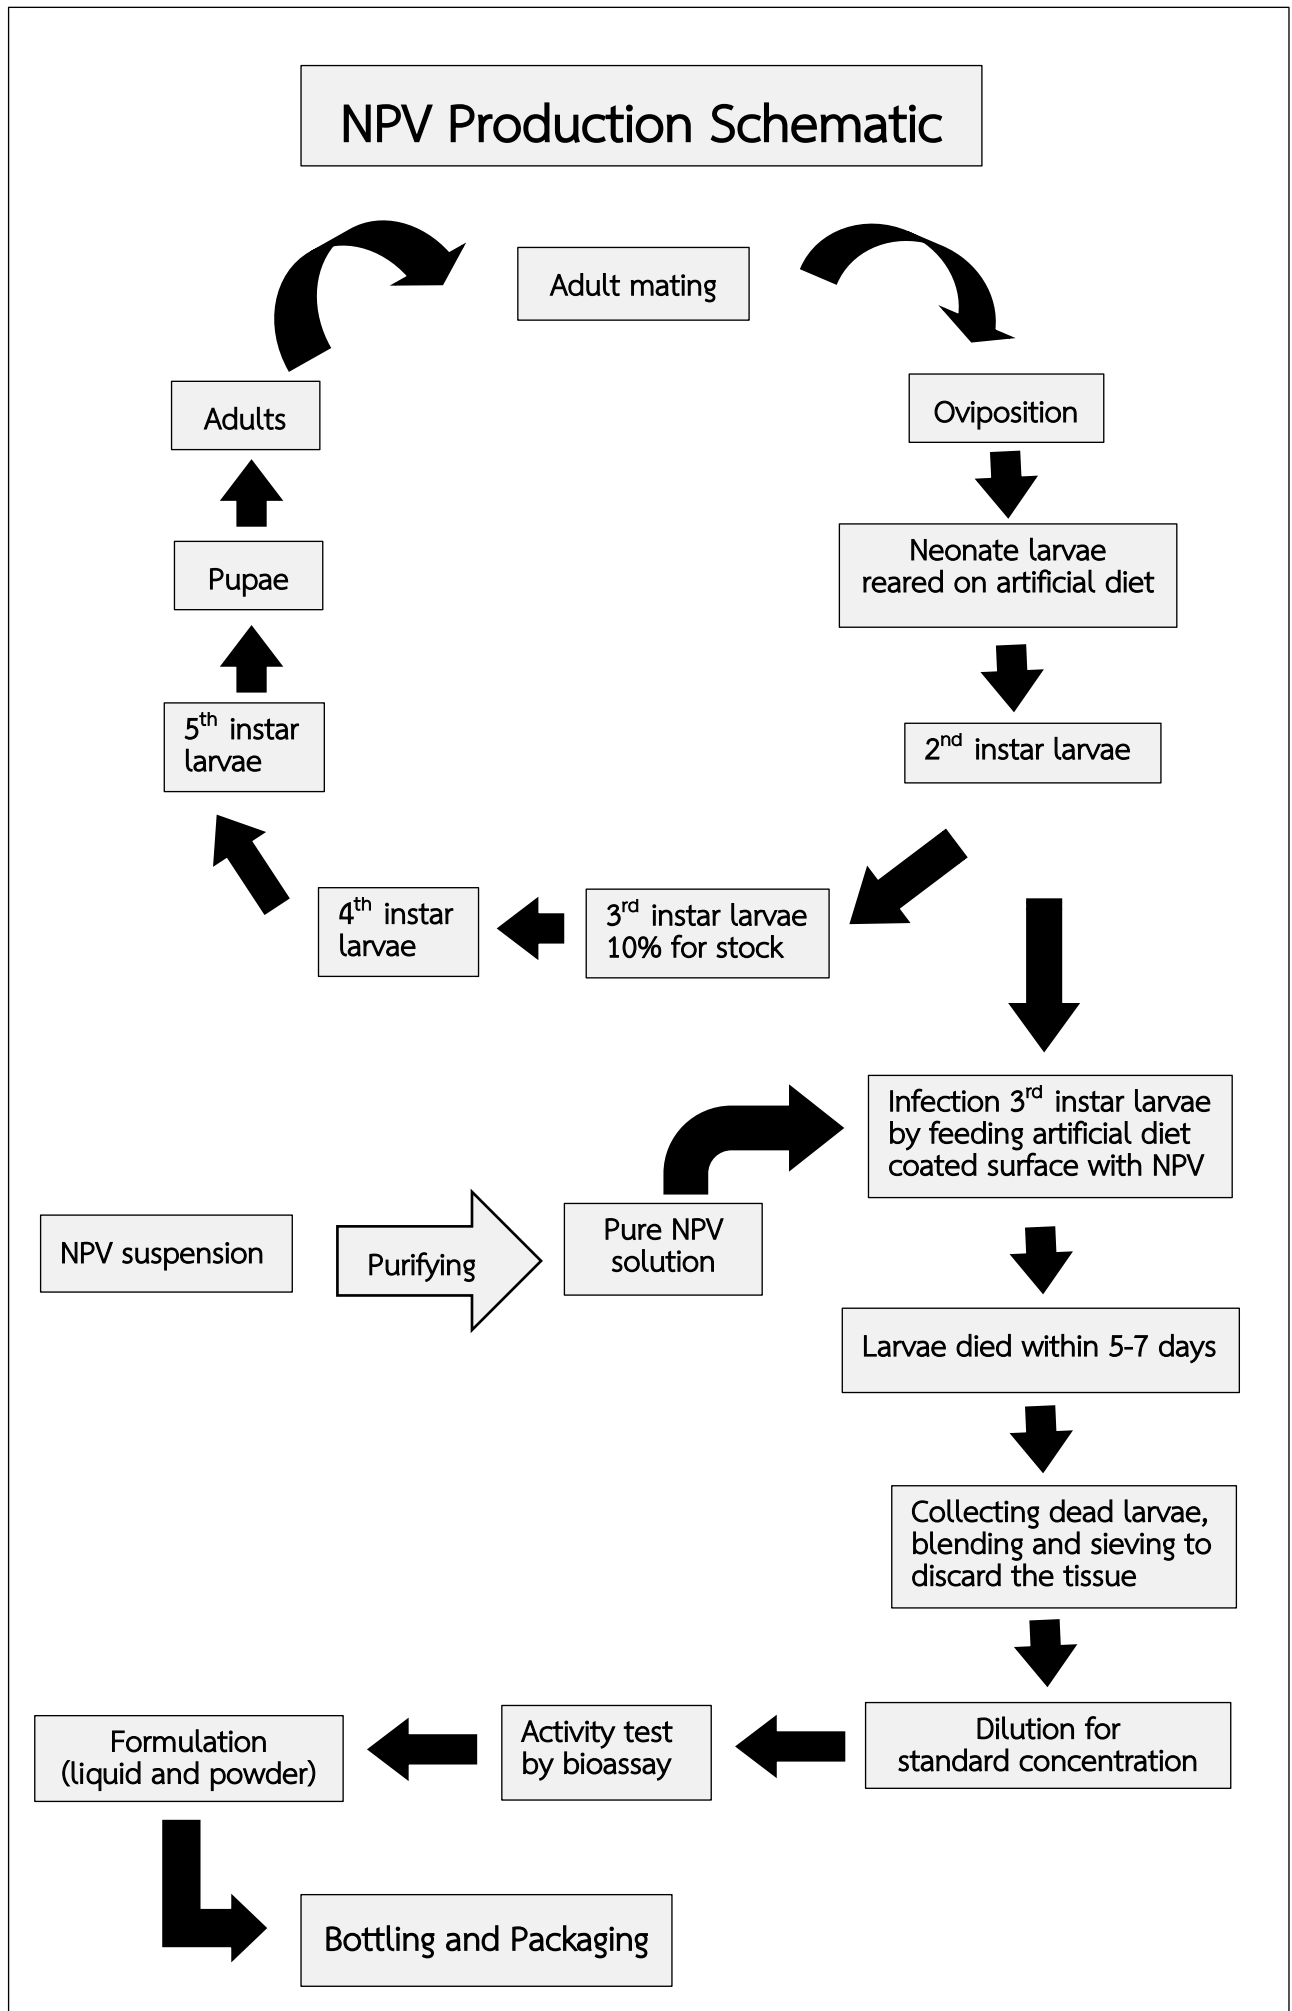 NPV Production Schematic
Adult mating
Adults
Oviposition
Neonate larvae
reared on artificial diet
Pupae
5th instar
larvae
2nd instar larvae
4th instar
larvae
3rd instar larvae
10% for stock
Infection 3rd instar larvae
by feeding artificial diet
coated surface with NPV
NPV suspension
Purifying
Pure NPV
solution
Larvae died within 5-7 days
Collecting dead larvae,
blending and sieving to
discard the tissue
Formulation
(liquid and powder)
Activity test
by bioassay
Dilution for
standard concentration
Bottling and Packaging